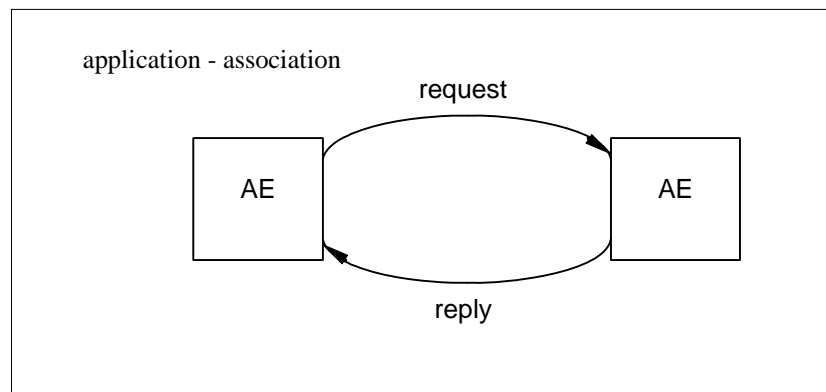 application - association
request
AE
AE
reply